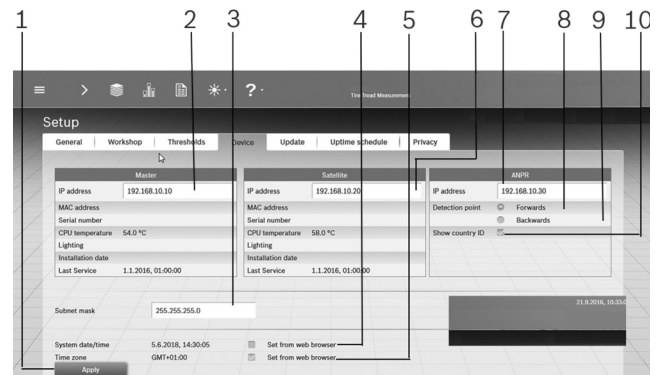 1 2 3 4 5 6 7 8 9 10
?
Tire Tread Measurement
Setup
General Workshop Thresholds Device Update Uptime schedule Privacy
Master Satellite ANPR
IP address 192.168.10.10 IP address 192.168.10.20 IP address 192.168.10.30
MAC address MAC address Detection point Forwards
Serial number Serial number Backwards
CPU temperature 54.0 °C CPU temperature 58.0 °C Show country ID
Lighting Lighting
Installation date Installation date
Last Service 1.1.2016, 01:00:00 Last Service 1.1.2016, 01:00:00
Subnet mask 255.255.255.0
21.9.2016, 10:33:0
System date/time 5.6.2018, 14:30:05 Set from web browser
Time zone GMT+01:00 Set from web browser
Apply